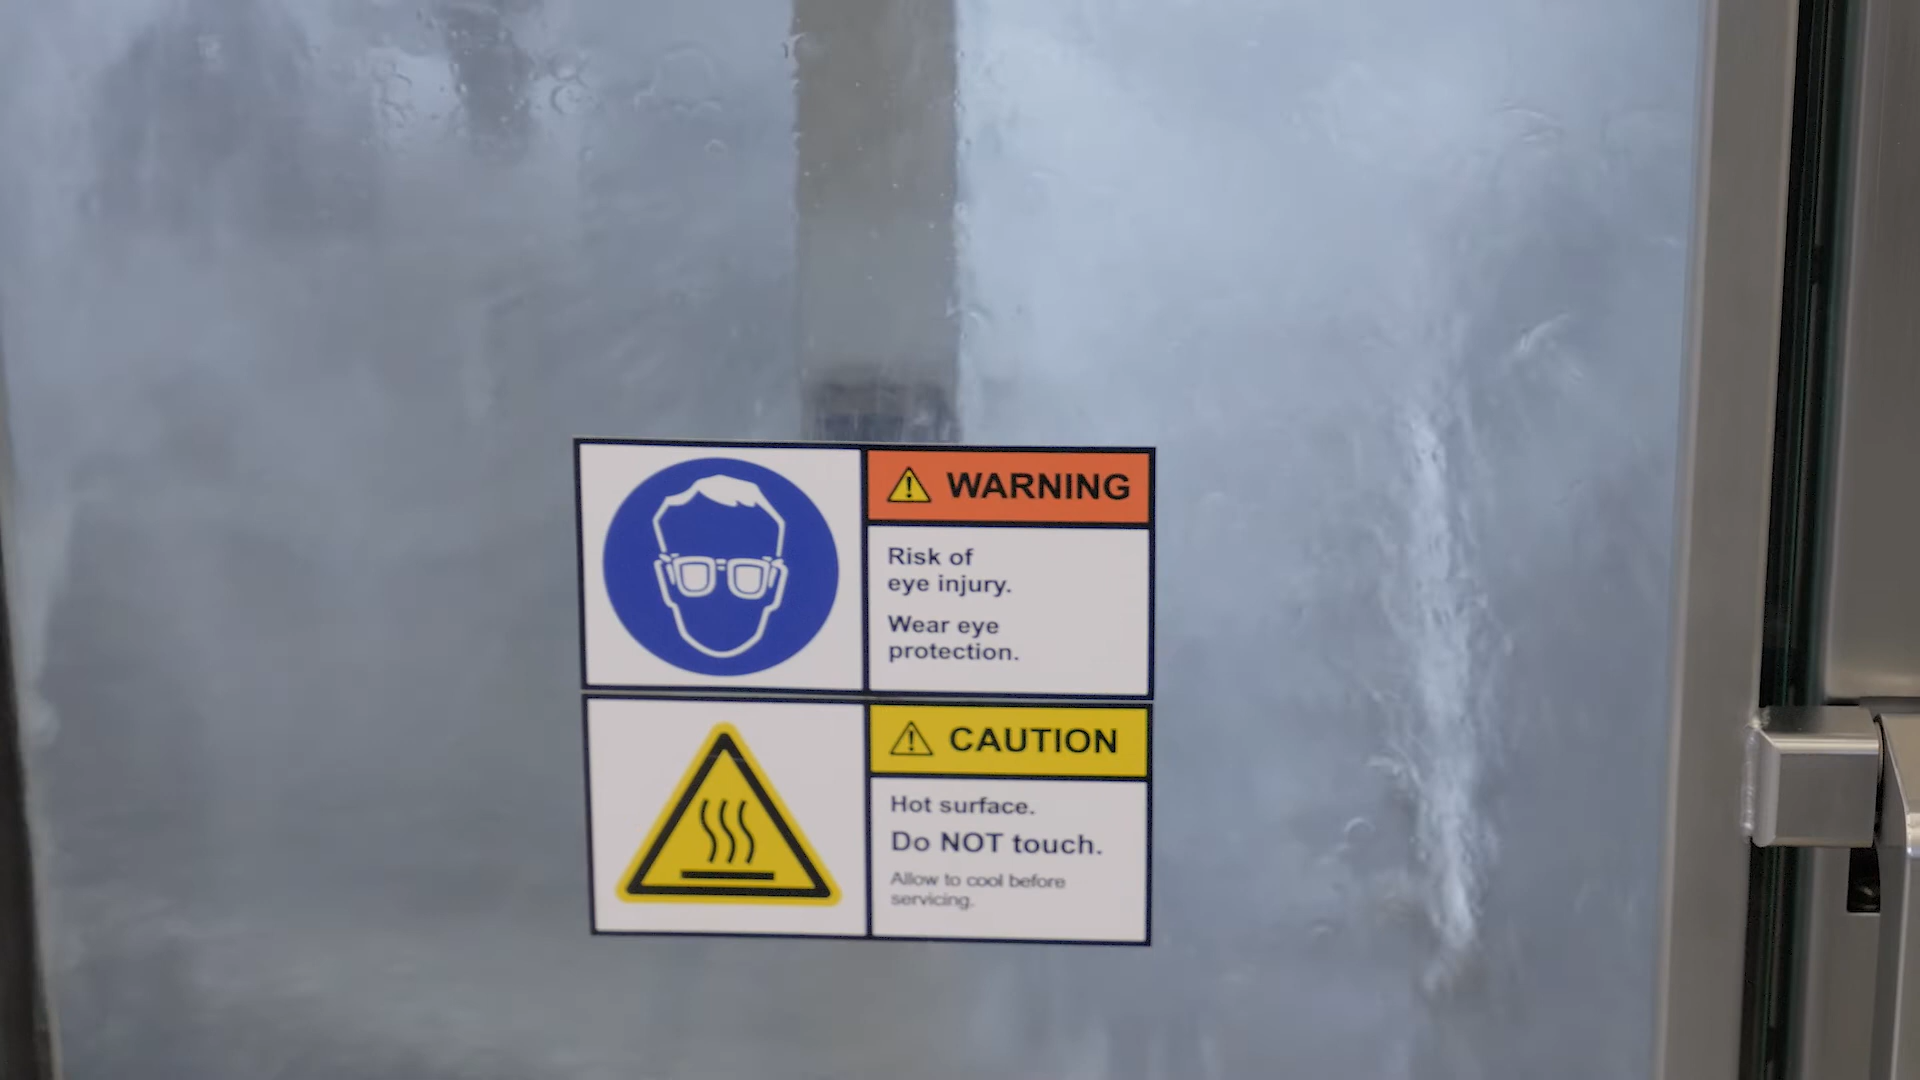 WARNING
Risk of
eye injury.
Wear eye
protection.
CAUTION
Hot surface.
Do NOT touch.
Allow to cool before
servicing.